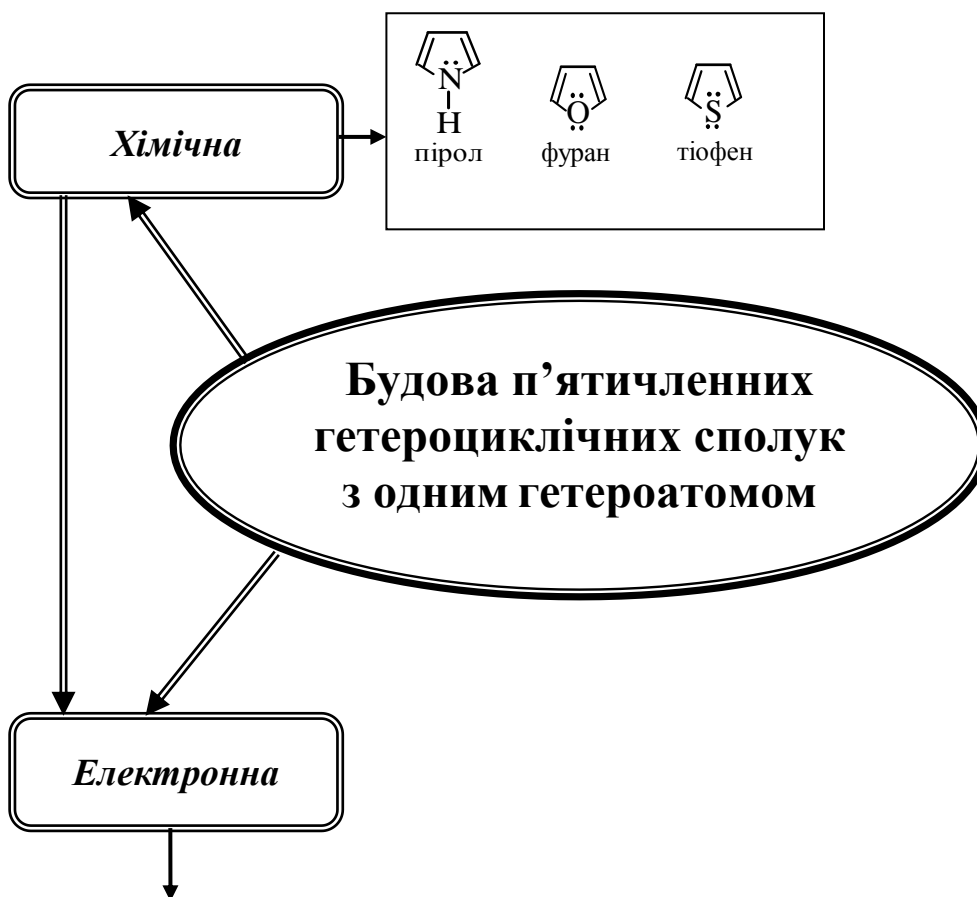 N
H
пірол
O
фуран
S
тіофен
Хімічна
Будова п’ятичленних
гетероциклічних сполук
з одним гетероатомом
Електронна